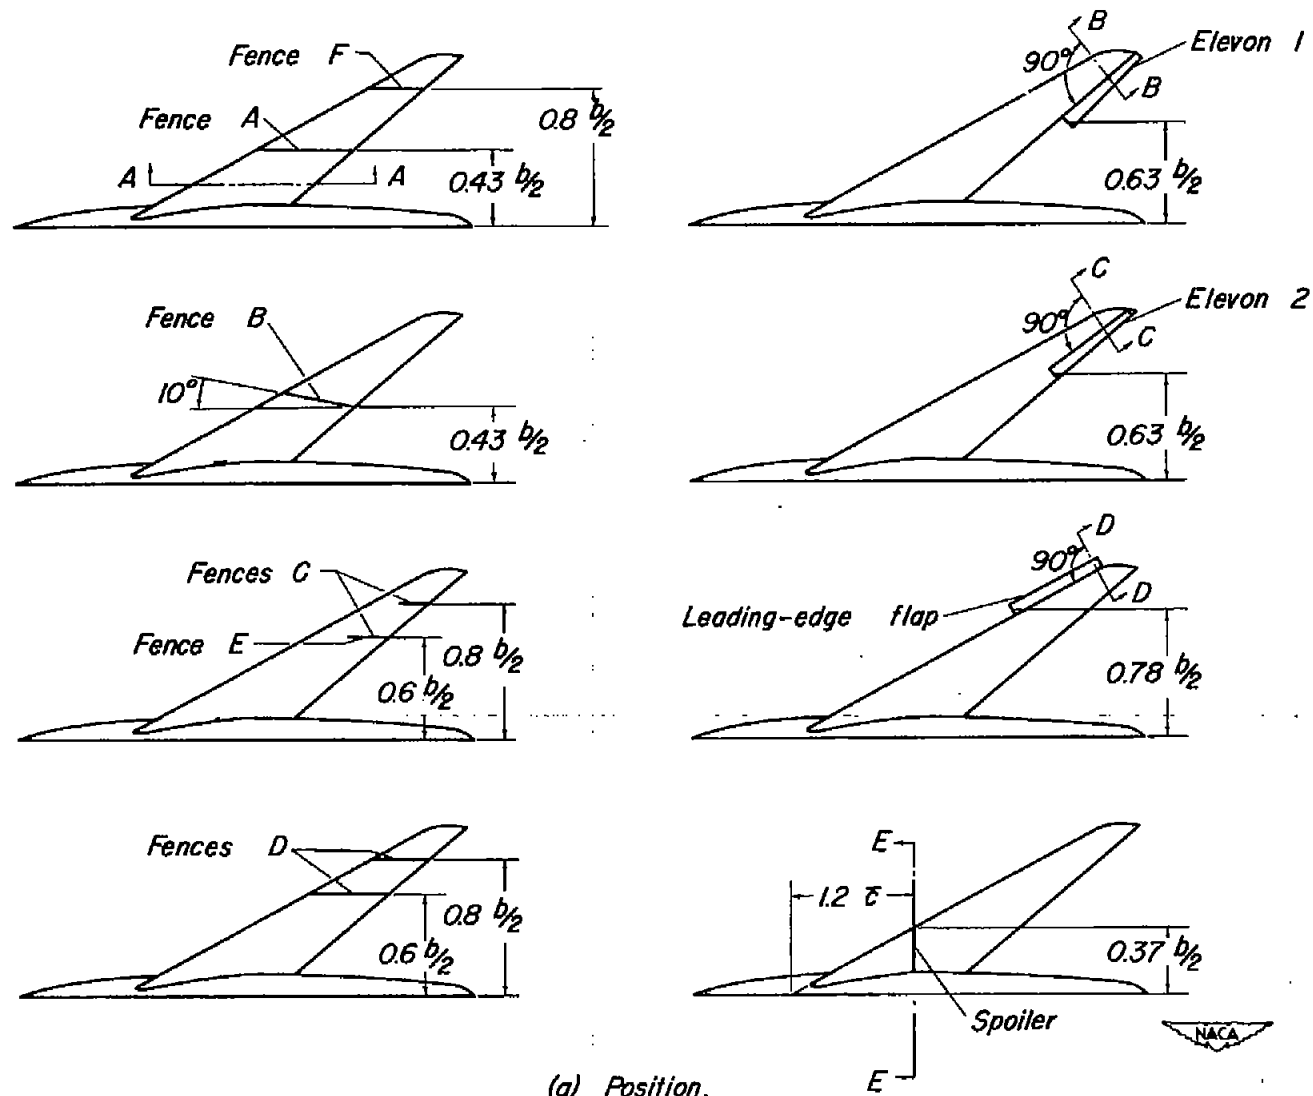 Fence F
Fence A
A A
0.43 b/2
0.8 b/2
B
90°
Elevon 1
B
0.63 b/2
Fence B
10°
0.43 b/2
C
90°
Elevon 2
C
0.63 b/2
Fences C
Fence E
0.8 b/2
0.6 b/2
D
90°
D
Leading-edge flap
0.78 b/2
Fences D
0.8 b/2
0.6 b/2
E
1.2 c̄
0.37 b/2
Spoiler
E
NACA
(a) Position.